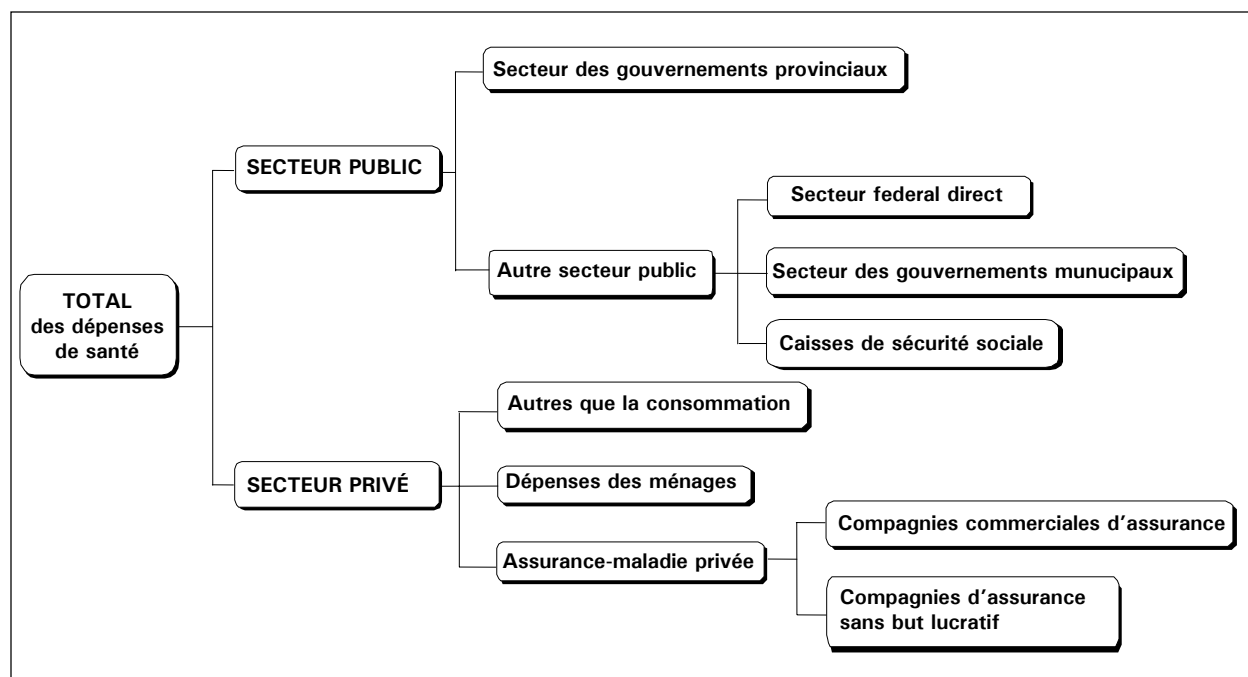 Secteur des gouvernements provinciaux
SECTEUR PUBLIC
Secteur federal direct
Autre secteur public
Secteur des gouvernements munucipaux
TOTAL
des dépenses
de santé
Caisses de sécurité sociale
Autres que la consommation
SECTEUR PRIVÉ
Dépenses des ménages
Compagnies commerciales d’assurance
Assurance-maladie privée
Compagnies d’assurance
sans but lucratif